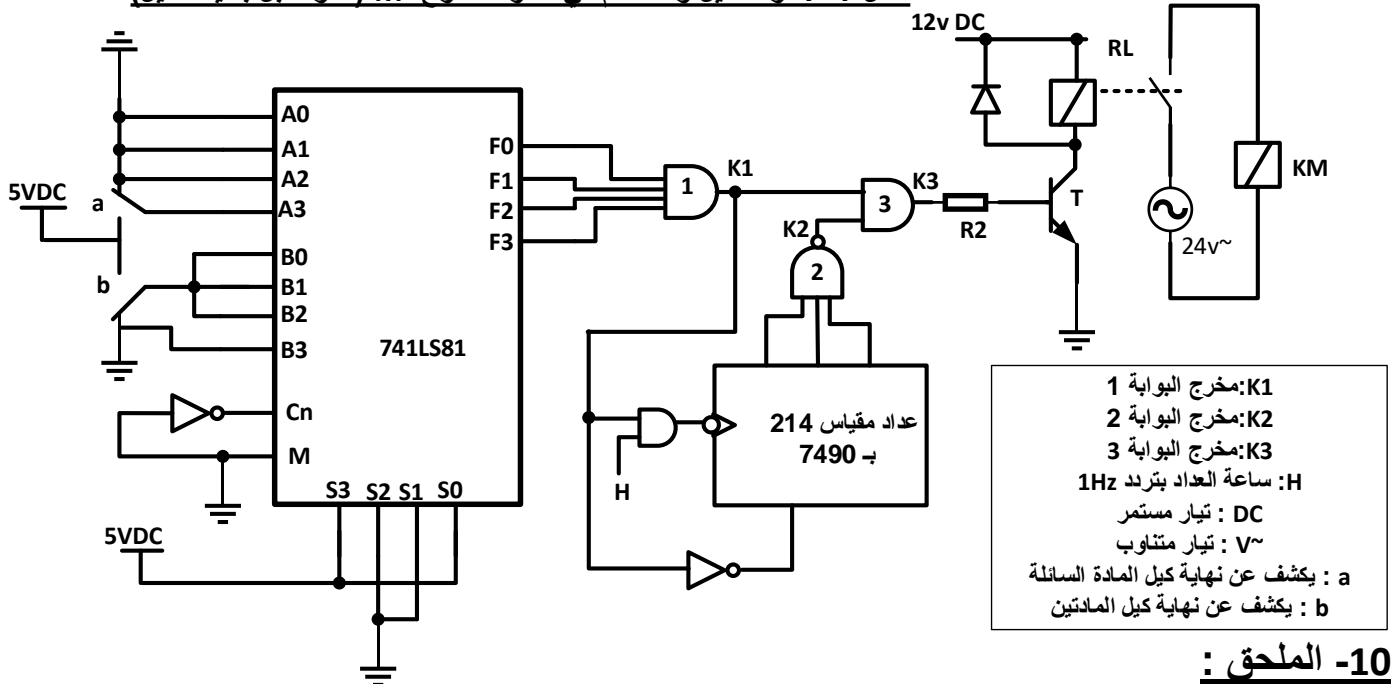 12v DC
RL
A0
A1
A2
A3
B0
B1
B2
B3
Cn
M
F0
F1
F2
F3
S3 S2 S1 S0
741LS81
5VDC
a
b
5VDC
1
K1
3
K3
K2
2
R2
T
24v~
KM
H
عداد مقياس 214
بـ 7490
K1:مخرج البوابة 1
K2:مخرج البوابة 2
K3:مخرج البوابة 3
H: ساعة العداد بتردد 1Hz
DC : تيار مستمر
V~ : تيار متناوب
a : يكشف عن نهاية كيل المادة السائلة
b : يكشف عن نهاية كيل المادتين
10- الملحق :